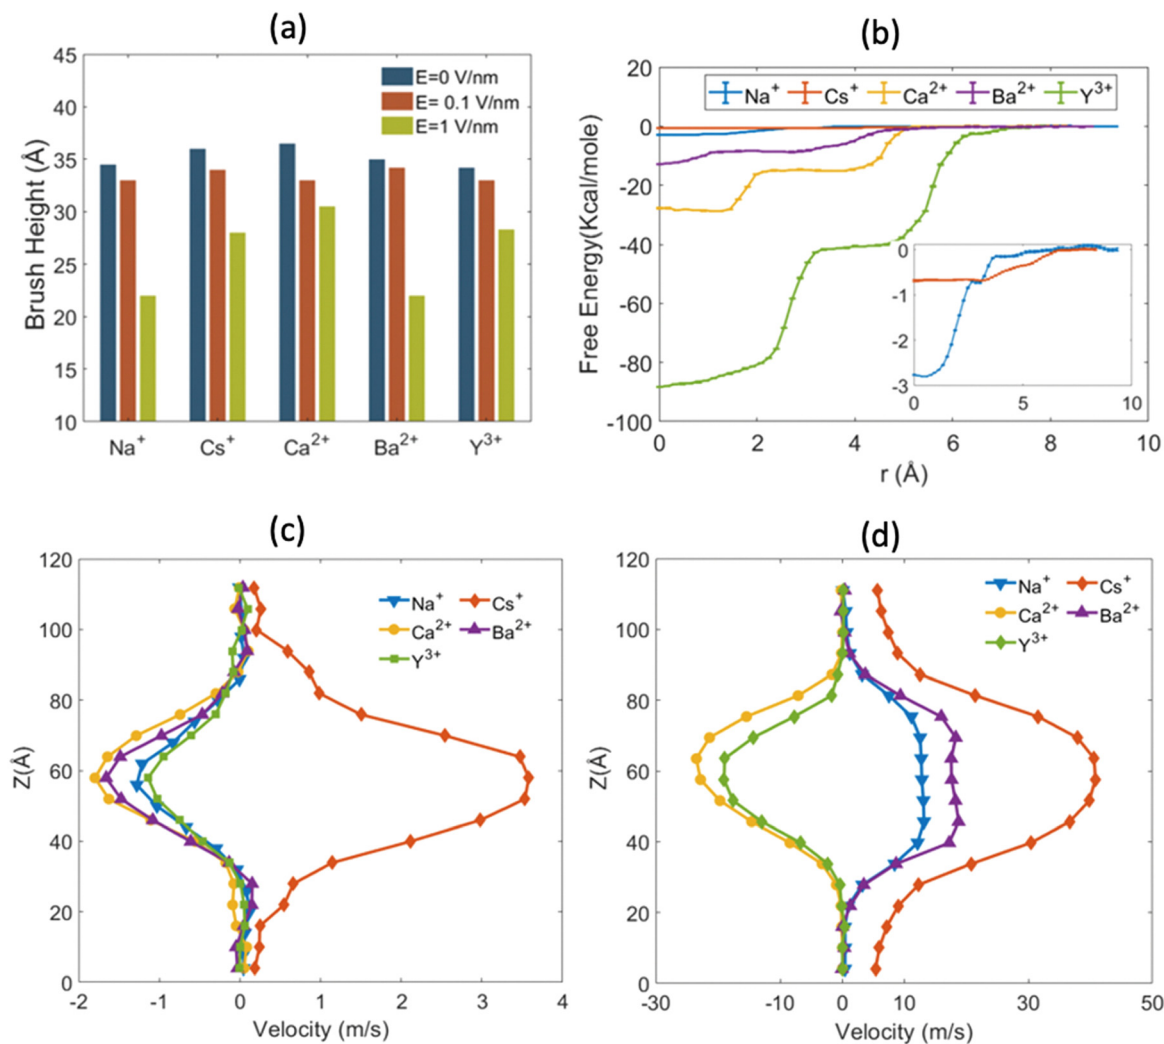 (a)
45
40
35
30
25
21
15
10
Brush Height (Å)
E=0 V/nm
E= 0.1 V/nm
E=1 V/nm
Na+ Cs+ Ca2+ Ba2+ Y3+
(b)
20
0
-20
-40
-60
-80
-100
Free Energy(Kcal/mole)
Na+ Cs+ Ca2+ Ba2+ Y3+
0
-1
-2
-3
0 5 10
0 2 4 6 8 10
r (Å)
(c)
120
100
80
60
40
20
0
Z(Å)
Na+ Cs+
Ca2+ Ba2+
Y3+
-2 -1 0 1 2 3 4
Velocity (m/s)
(d)
120
100
80
60
40
20
0
Z(Å)
Na+ Cs+
Ca2+ Ba2+
Y3+
-30 0 10 30 50
Velocity (m/s)